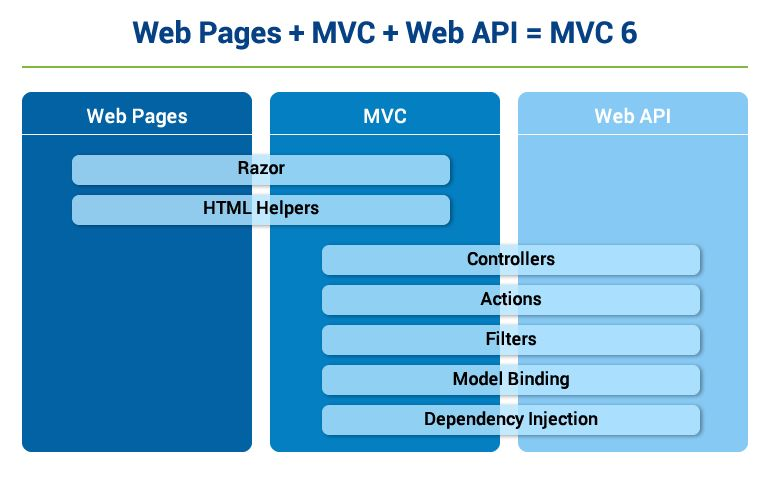 Web Pages + MVC + Web API = MVC 6
Web Pages
MVC
Web API
Razor
HTML Helpers
Controllers
Actions
Filters
Model Binding
Dependency Injection